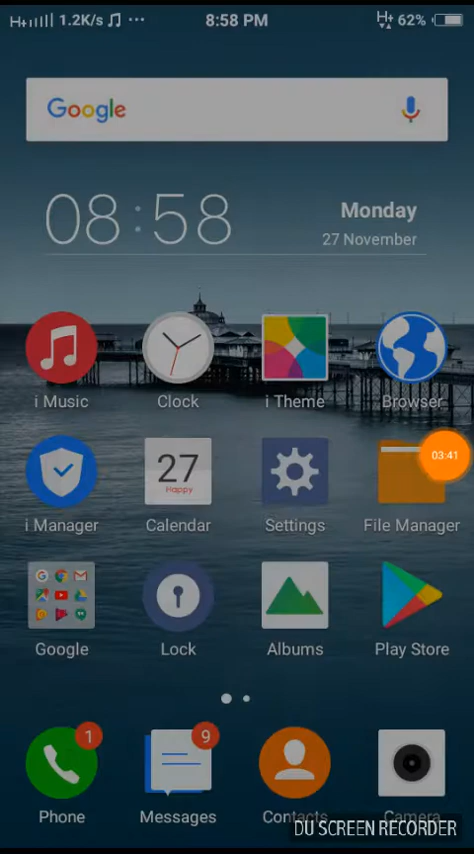 1.2K/s ... 8:58 PM H+ 62%
Google
08:58
Monday
27 November
i Music Clock i Theme Browser
03:41
27
Happy
i Manager Calendar Settings File Manager
Google Lock Albums Play Store
1 9
Phone Messages Contacts Camera
DU SCREEN RECORDER